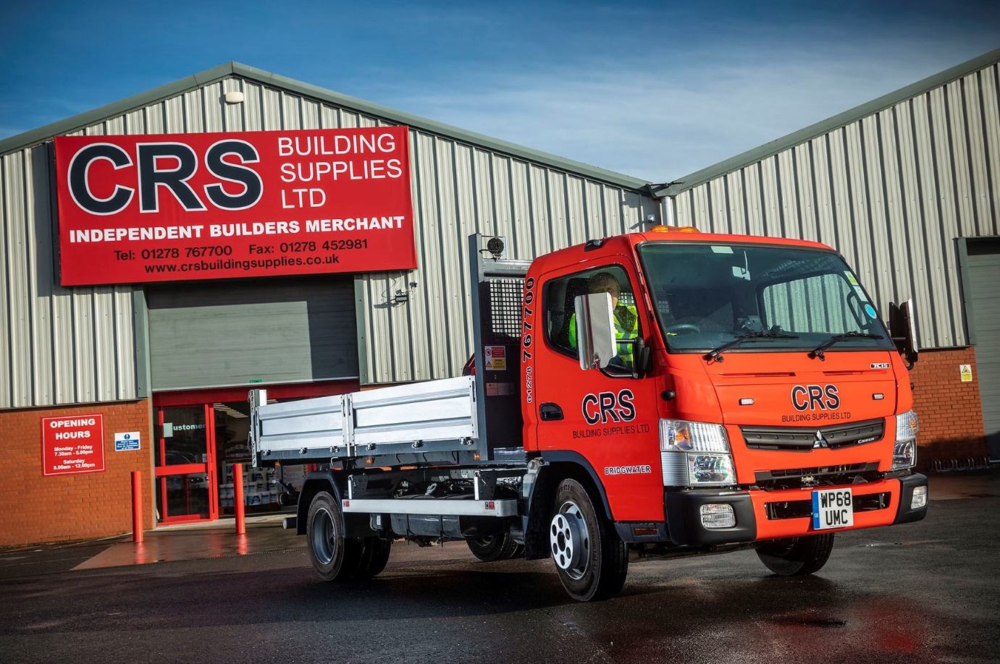 CRS
BUILDING
SUPPLIES
LTD
INDEPENDENT BUILDERS MERCHANT
Tel: 01278 767700 Fax: 01278 452981
www.crsbuildingsupplies.co.uk
OPENING
HOURS
Monday - Friday
7.30am - 5.00pm
Saturday
8.00am - 12.00pm
ustomer
01278 767700
CRS
BUILDING SUPPLIES LTD
BRIDGWATER
7C15
CRS
BUILDING SUPPLIES LTD
CANTER
GB
WP68
UMC